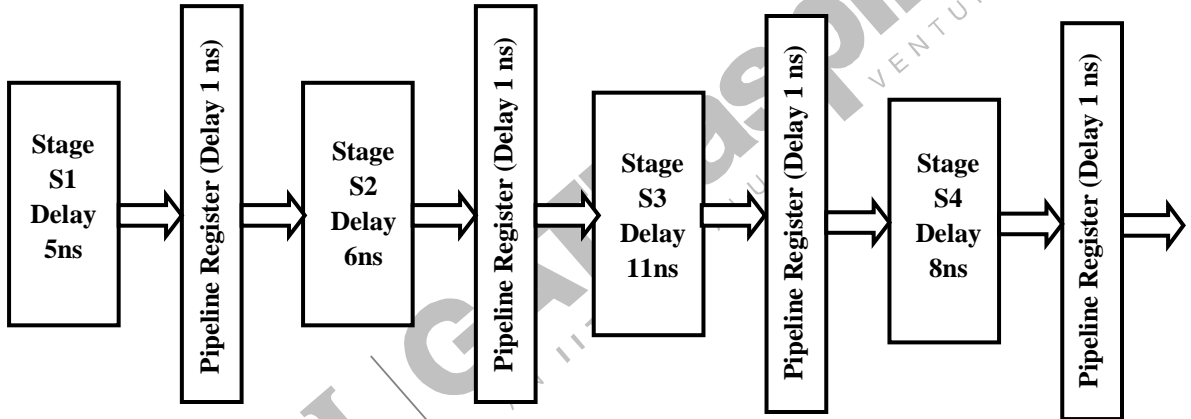 Stage
S1
Delay
5ns
Pipeline Register (Delay 1 ns)
Stage
S2
Delay
6ns
Pipeline Register (Delay 1 ns)
Stage
S3
Delay
11ns
Pipeline Register (Delay 1 ns)
Stage
S4
Delay
8ns
Pipeline Register (Delay 1 ns)